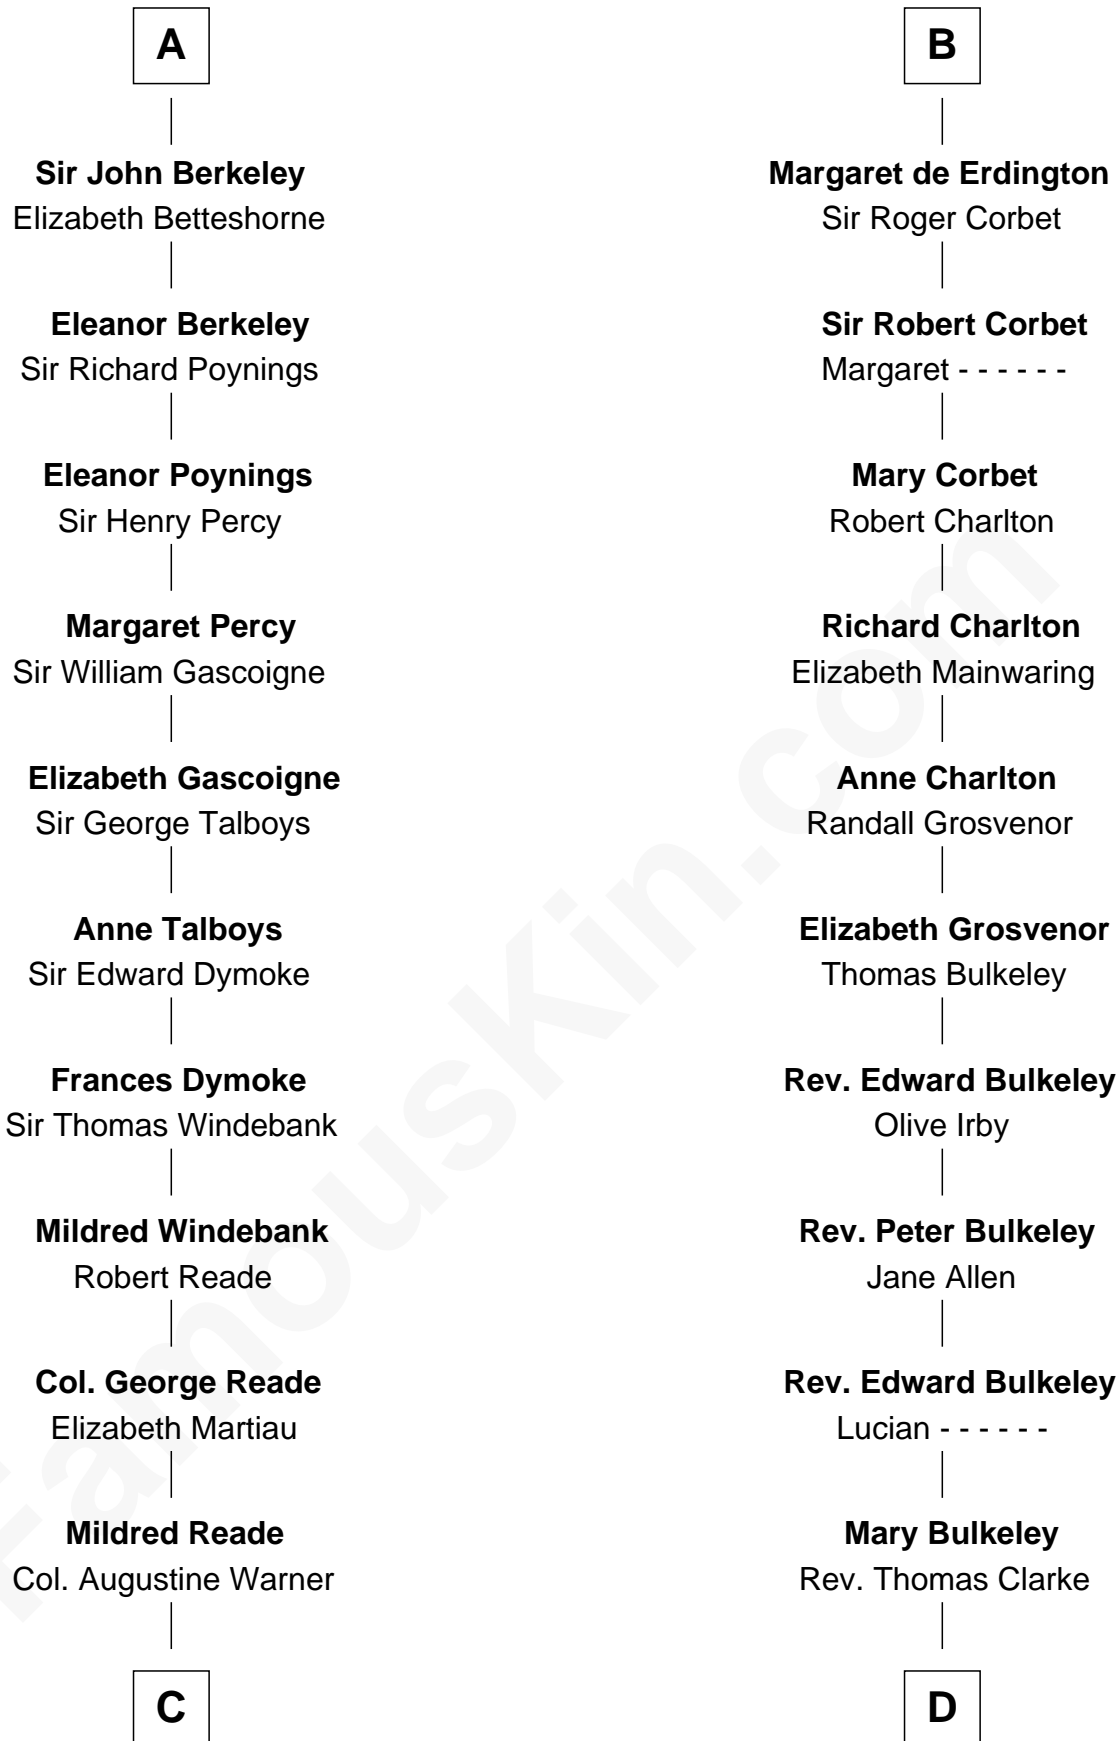 A
Sir John Berkeley
Elizabeth Betteshorne
Eleanor Berkeley
Sir Richard Poynings
Eleanor Poynings
Sir Henry Percy
Margaret Percy
Sir William Gascoigne
Elizabeth Gascoigne
Sir George Talboys
Anne Talboys
Sir Edward Dymoke
Frances Dymoke
Sir Thomas Windebank
Mildred Windebank
Robert Reade
Col. George Reade
Elizabeth Martiau
Mildred Reade
Col. Augustine Warner
C
B
Margaret de Erdington
Sir Roger Corbet
Sir Robert Corbet
Margaret - - - - - -
Mary Corbet
Robert Charlton
Richard Charlton
Elizabeth Mainwaring
Anne Charlton
Randall Grosvenor
Elizabeth Grosvenor
Thomas Bulkeley
Rev. Edward Bulkeley
Olive Irby
Rev. Peter Bulkeley
Jane Allen
Rev. Edward Bulkeley
Lucian - - - - - -
Mary Bulkeley
Rev. Thomas Clarke
D
FamousKin.com